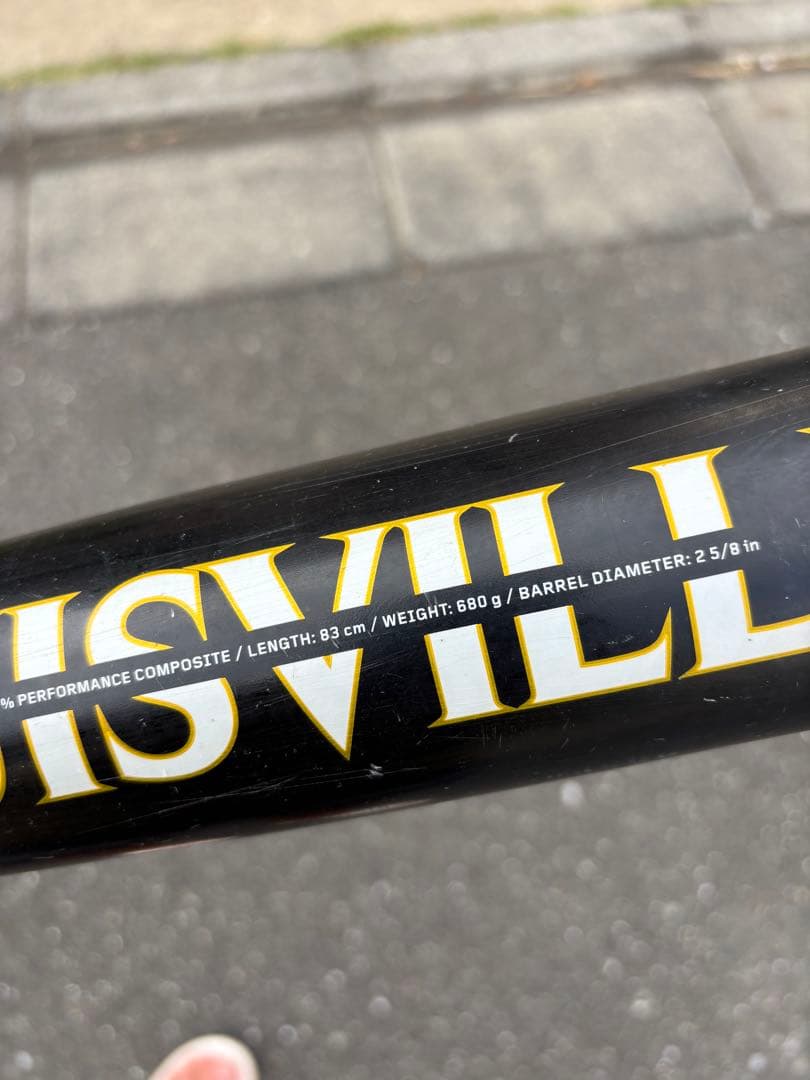 ISVILL
% PERFORMANCE COMPOSITE / LENGTH: 83 cm / WEIGHT: 680 g / BARREL DIAMETER: 2 5/8 in